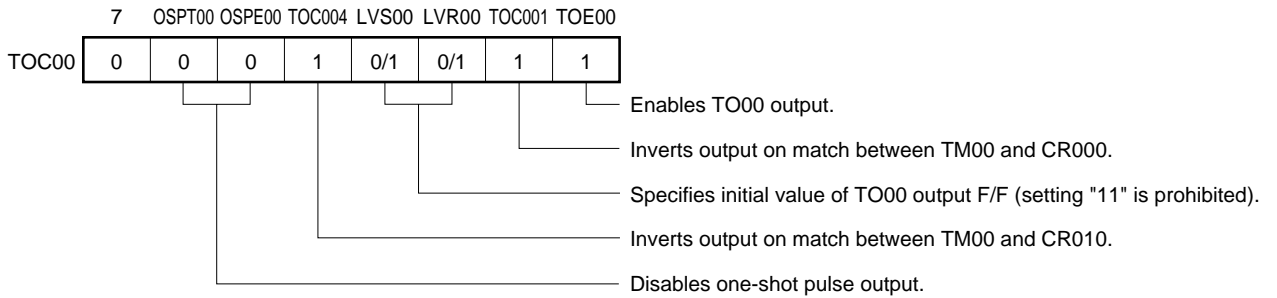 7 OSPT00 OSPE00 TOC004 LVS00 LVR00 TOC001 TOE00
TOC00 0 0 0 1 0/1 0/1 1 1
Enables TO00 output.
Inverts output on match between TM00 and CR000.
Specifies initial value of TO00 output F/F (setting "11" is prohibited).
Inverts output on match between TM00 and CR010.
Disables one-shot pulse output.